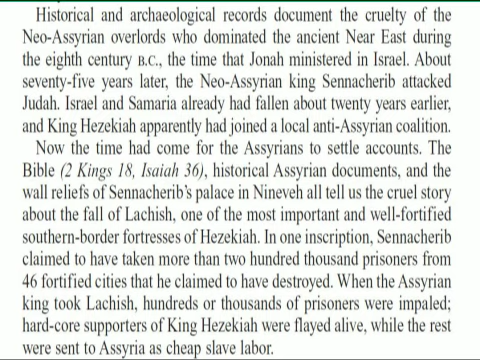 Historical and archaeological records document the cruelty of the
Neo-Assyrian overlords who dominated the ancient Near East during
the eighth century B.C., the time that Jonah ministered in Israel. About
seventy-five years later, the Neo-Assyrian king Sennacherib attacked
Judah. Israel and Samaria already had fallen about twenty years earlier,
and King Hezekiah apparently had joined a local anti-Assyrian coalition.
Now the time had come for the Assyrians to settle accounts. The
Bible (2 Kings 18, Isaiah 36), historical Assyrian documents, and the
wall reliefs of Sennacherib's palace in Nineveh all tell us the cruel story
about the fall of Lachish, one of the most important and well-fortified
southern-border fortresses of Hezekiah. In one inscription, Sennacherib
claimed to have taken more than two hundred thousand prisoners from
46 fortified cities that he claimed to have destroyed. When the Assyrian
king took Lachish, hundreds or thousands of prisoners were impaled;
hard-core supporters of King Hezekiah were flayed alive, while the rest
were sent to Assyria as cheap slave labor.